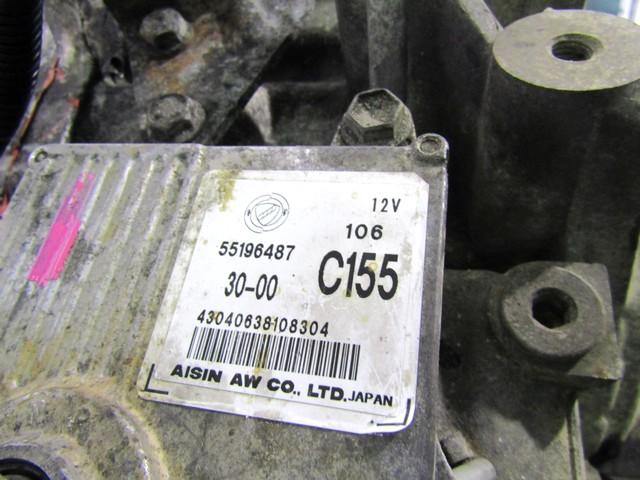 12V
106
55196487
30-00 C155
43040638108304
AISIN AW CO., LTD. JAPAN